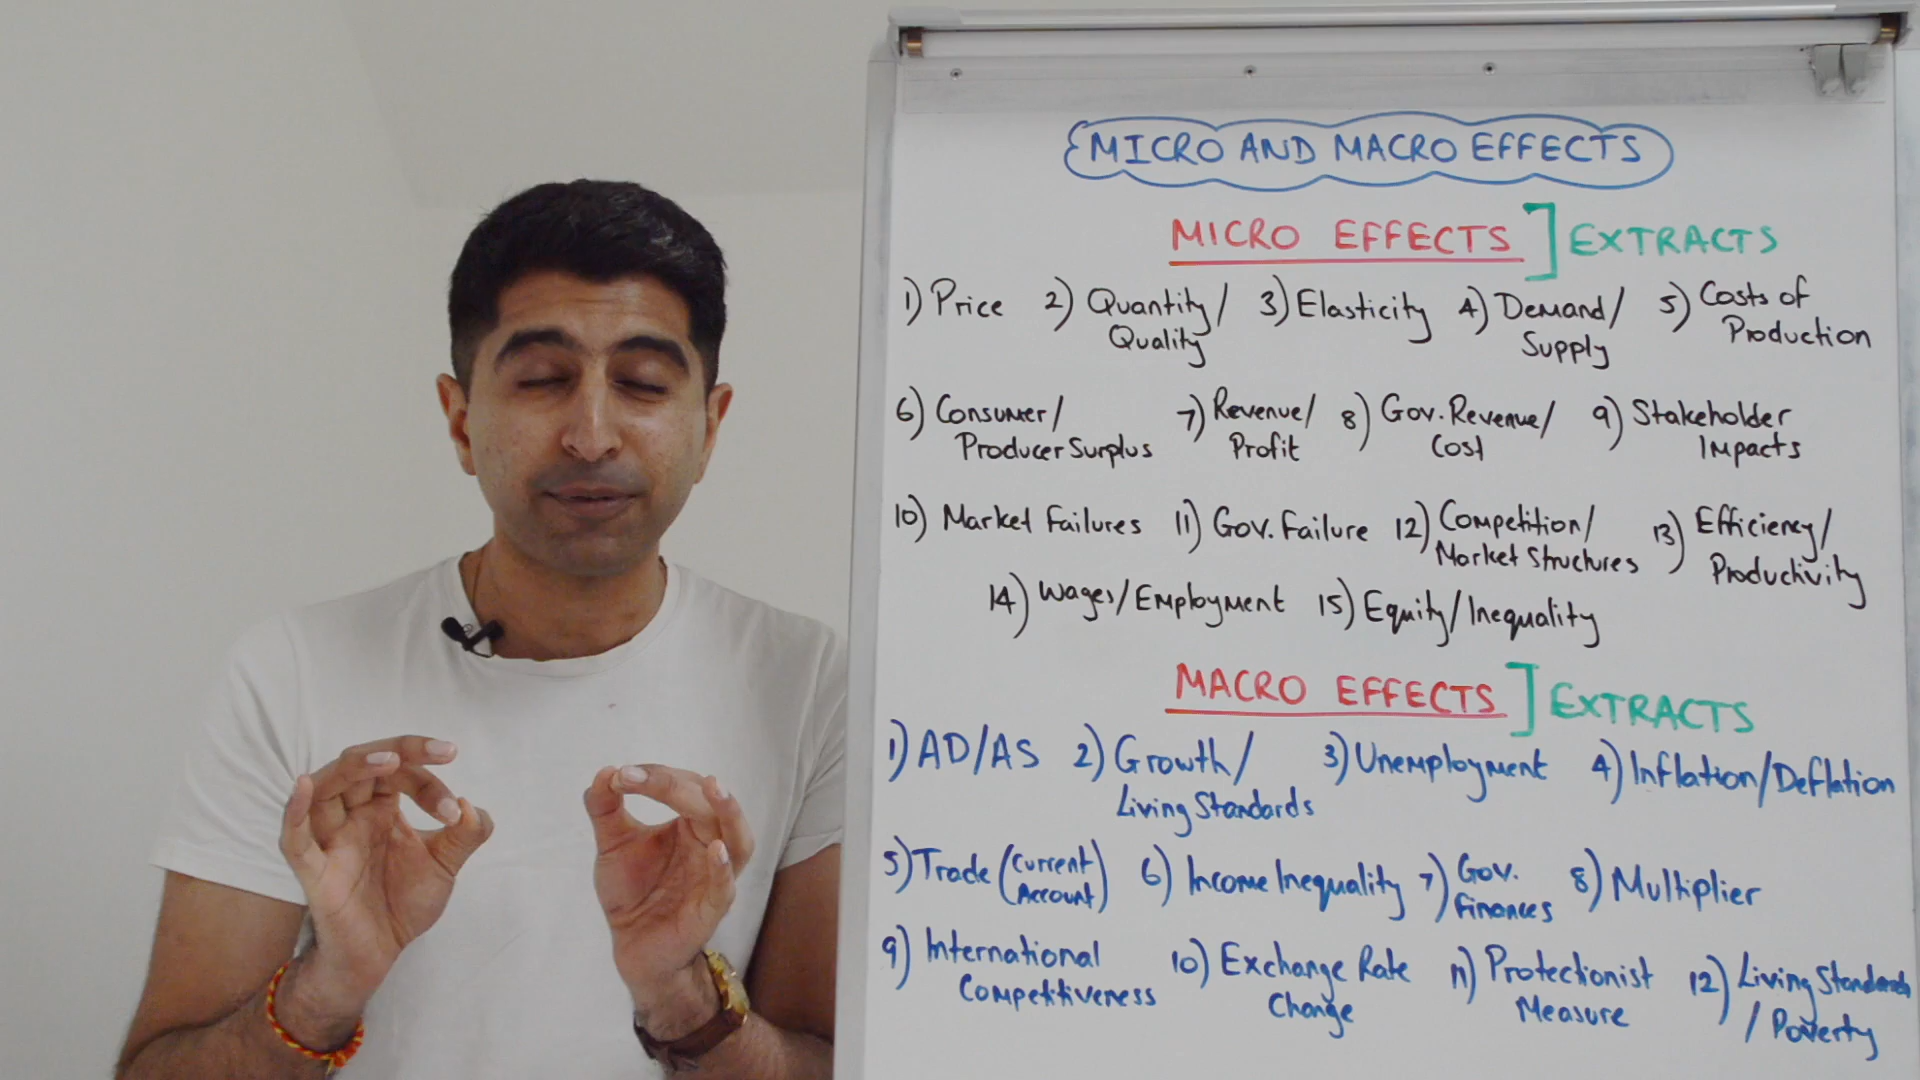 MICRO AND MACRO EFFECTS
MICRO EFFECTS ] EXTRACTS
1) Price 2) Quantity/ Quality 3) Elasticity 4) Demand/ Supply 5) Costs of Production
6) Consumer/ Producer Surplus 7) Revenue/ Profit 8) Gov. Revenue/ Cost 9) Stakeholder Impacts
10) Market Failures 11) Gov. Failure 12) Competition/ Market Structures 13) Efficiency/ Productivity
14) Wages/Employment 15) Equity/Inequality
MACRO EFFECTS ] EXTRACTS
1) AD/AS 2) Growth/ Living Standards 3) Unemployment 4) Inflation/Deflation
5) Trade (Current Account) 6) Income Inequality 7) Gov. Finances 8) Multiplier
9) International Competitiveness 10) Exchange Rate Change 11) Protectionist Measure 12) Living Standards / Poverty